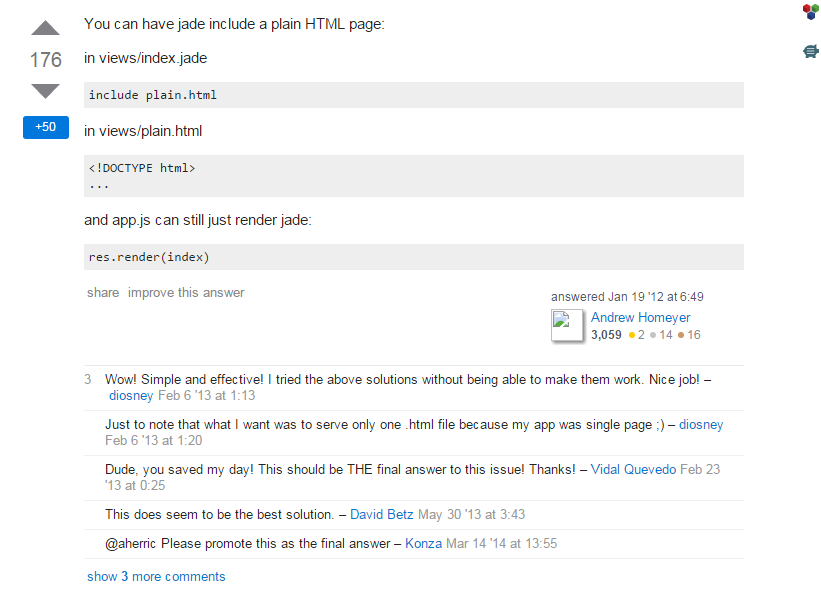 You can have jade include a plain HTML page:
176
in views/index.jade
include plain.html
+50
in views/plain.html
<!DOCTYPE html>
...
and app.js can still just render jade:
res.render(index)
share improve this answer
answered Jan 19 '12 at 6:49
Andrew Homeyer
3,059 ●2 ●14 ●16
3 Wow! Simple and effective! I tried the above solutions without being able to make them work. Nice job! –
diosney Feb 6 '13 at 1:13
Just to note that what I want was to serve only one .html file because my app was single page ;) – diosney
Feb 6 '13 at 1:20
Dude, you saved my day! This should be THE final answer to this issue! Thanks! – Vidal Quevedo Feb 23
'13 at 0:25
This does seem to be the best solution. – David Betz May 30 '13 at 3:43
@aherric Please promote this as the final answer – Konza Mar 14 '14 at 13:55
show 3 more comments